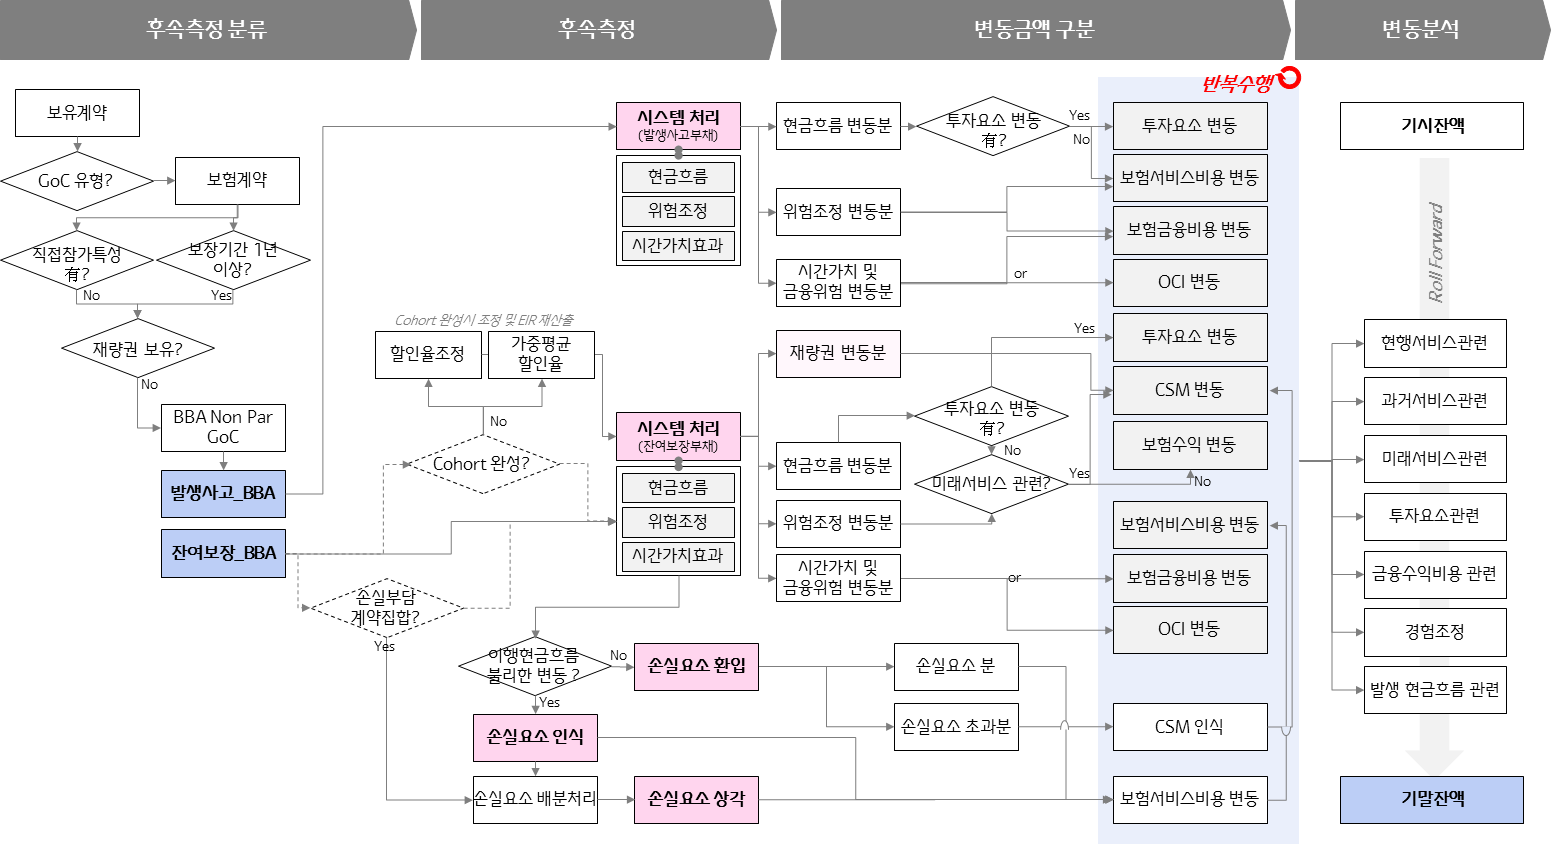 후속측정 분류
후속측정
변동금액 구분
변동분석
반복수행
보유계약
GoC 유형?
보험계약
직접참가특성
有?
보장기간 1년
이상?
No
Yes
재량권 보유?
No
BBA Non Par
GoC
발생사고_BBA
잔여보장_BBA
시스템 처리
(발생사고부채)
현금흐름
위험조정
시간가치효과
Cohort 완성시 조정 및 EIR 재산출
할인율조정
가중평균
할인율
No
Cohort 완성?
손실부담
계약집합?
Yes
시스템 처리
(잔여보장부채)
현금흐름
위험조정
시간가치효과
이행현금흐름
불리한 변동 ?
No
Yes
손실요소 환입
손실요소 인식
손실요소 배분처리
손실요소 상각
현금흐름 변동분
투자요소 변동
有?
Yes
No
위험조정 변동분
시간가치 및
금융위험 변동분
or
투자요소 변동
보험서비스비용 변동
보험금융비용 변동
OCI 변동
재량권 변동분
투자요소 변동
有?
Yes
No
현금흐름 변동분
미래서비스 관련?
Yes
No
위험조정 변동분
시간가치 및
금융위험 변동분
or
투자요소 변동
CSM 변동
보험수익 변동
보험서비스비용 변동
보험금융비용 변동
OCI 변동
손실요소 분
손실요소 초과분
CSM 인식
보험서비스비용 변동
기시잔액
Roll Forward
현행서비스관련
과거서비스관련
미래서비스관련
투자요소관련
금융수익비용 관련
경험조정
발생 현금흐름 관련
기말잔액